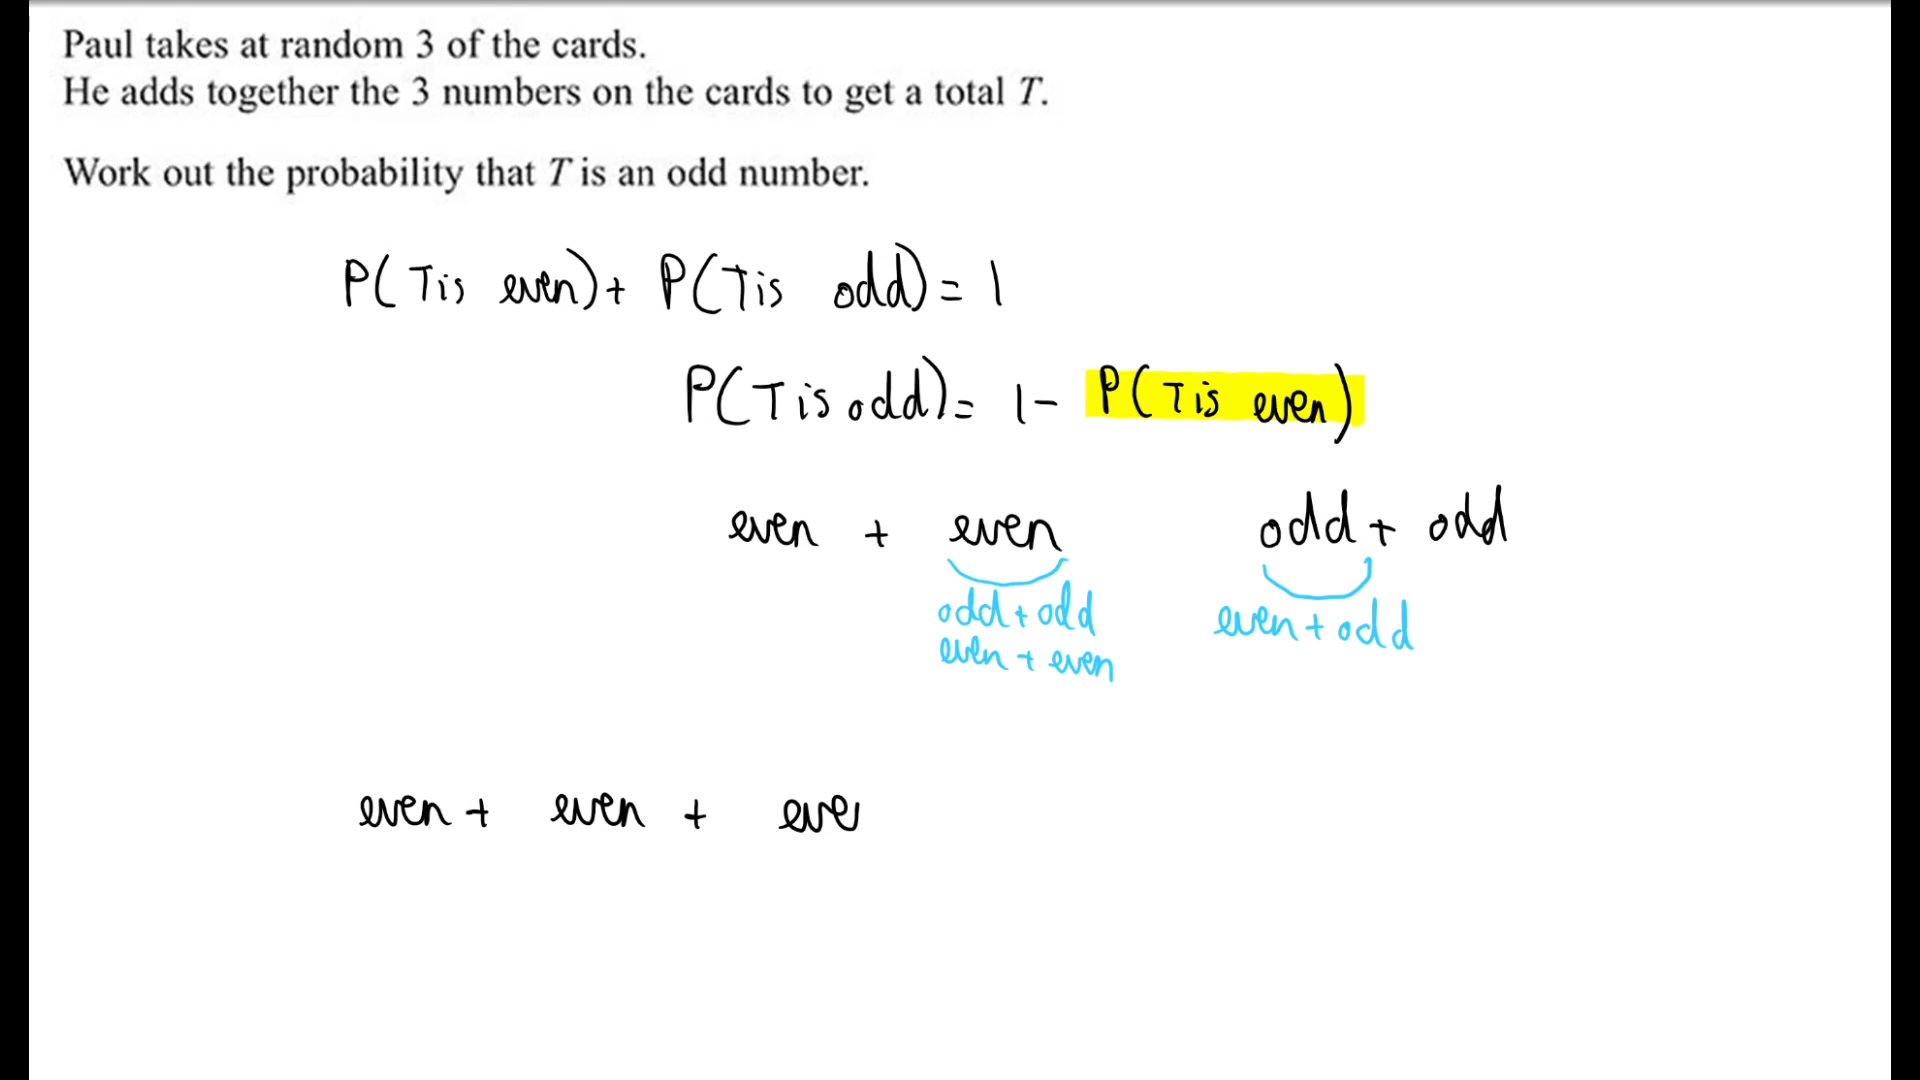 Paul takes at random 3 of the cards.
He adds together the 3 numbers on the cards to get a total T.
Work out the probability that T is an odd number.
P(T is even) + P(T is odd) = 1
P(T is odd) = 1 - P(T is even)
even + even odd + odd
odd + odd even + odd
even + even
even + even + eve